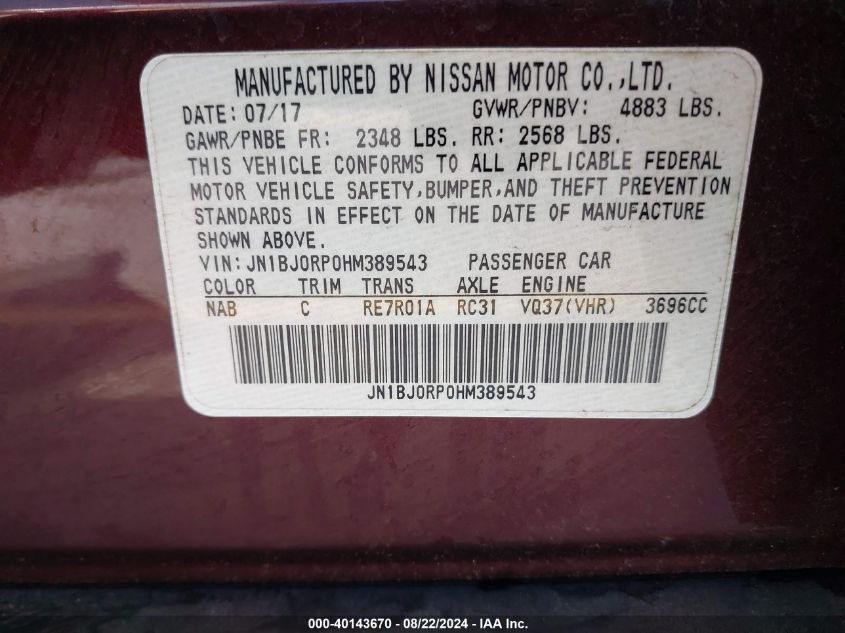 MANUFACTURED BY NISSAN MOTOR CO.,LTD.
DATE: 07/17 GVWR/PNBV: 4883 LBS.
GAWR/PNBE FR: 2348 LBS. RR: 2568 LBS.
THIS VEHICLE CONFORMS TO ALL APPLICABLE FEDERAL
MOTOR VEHICLE SAFETY,BUMPER,AND THEFT PREVENTION
STANDARDS IN EFFECT ON THE DATE OF MANUFACTURE
SHOWN ABOVE.
VIN:JN1BJ0RP0HM389543 PASSENGER CAR
COLOR TRIM TRANS AXLE ENGINE
NAB C RE7R01A RC31 VQ37(VHR) 3696CC
JN1BJ0RP0HM389543
000-40143670 - 08/22/2024 - IAA Inc.